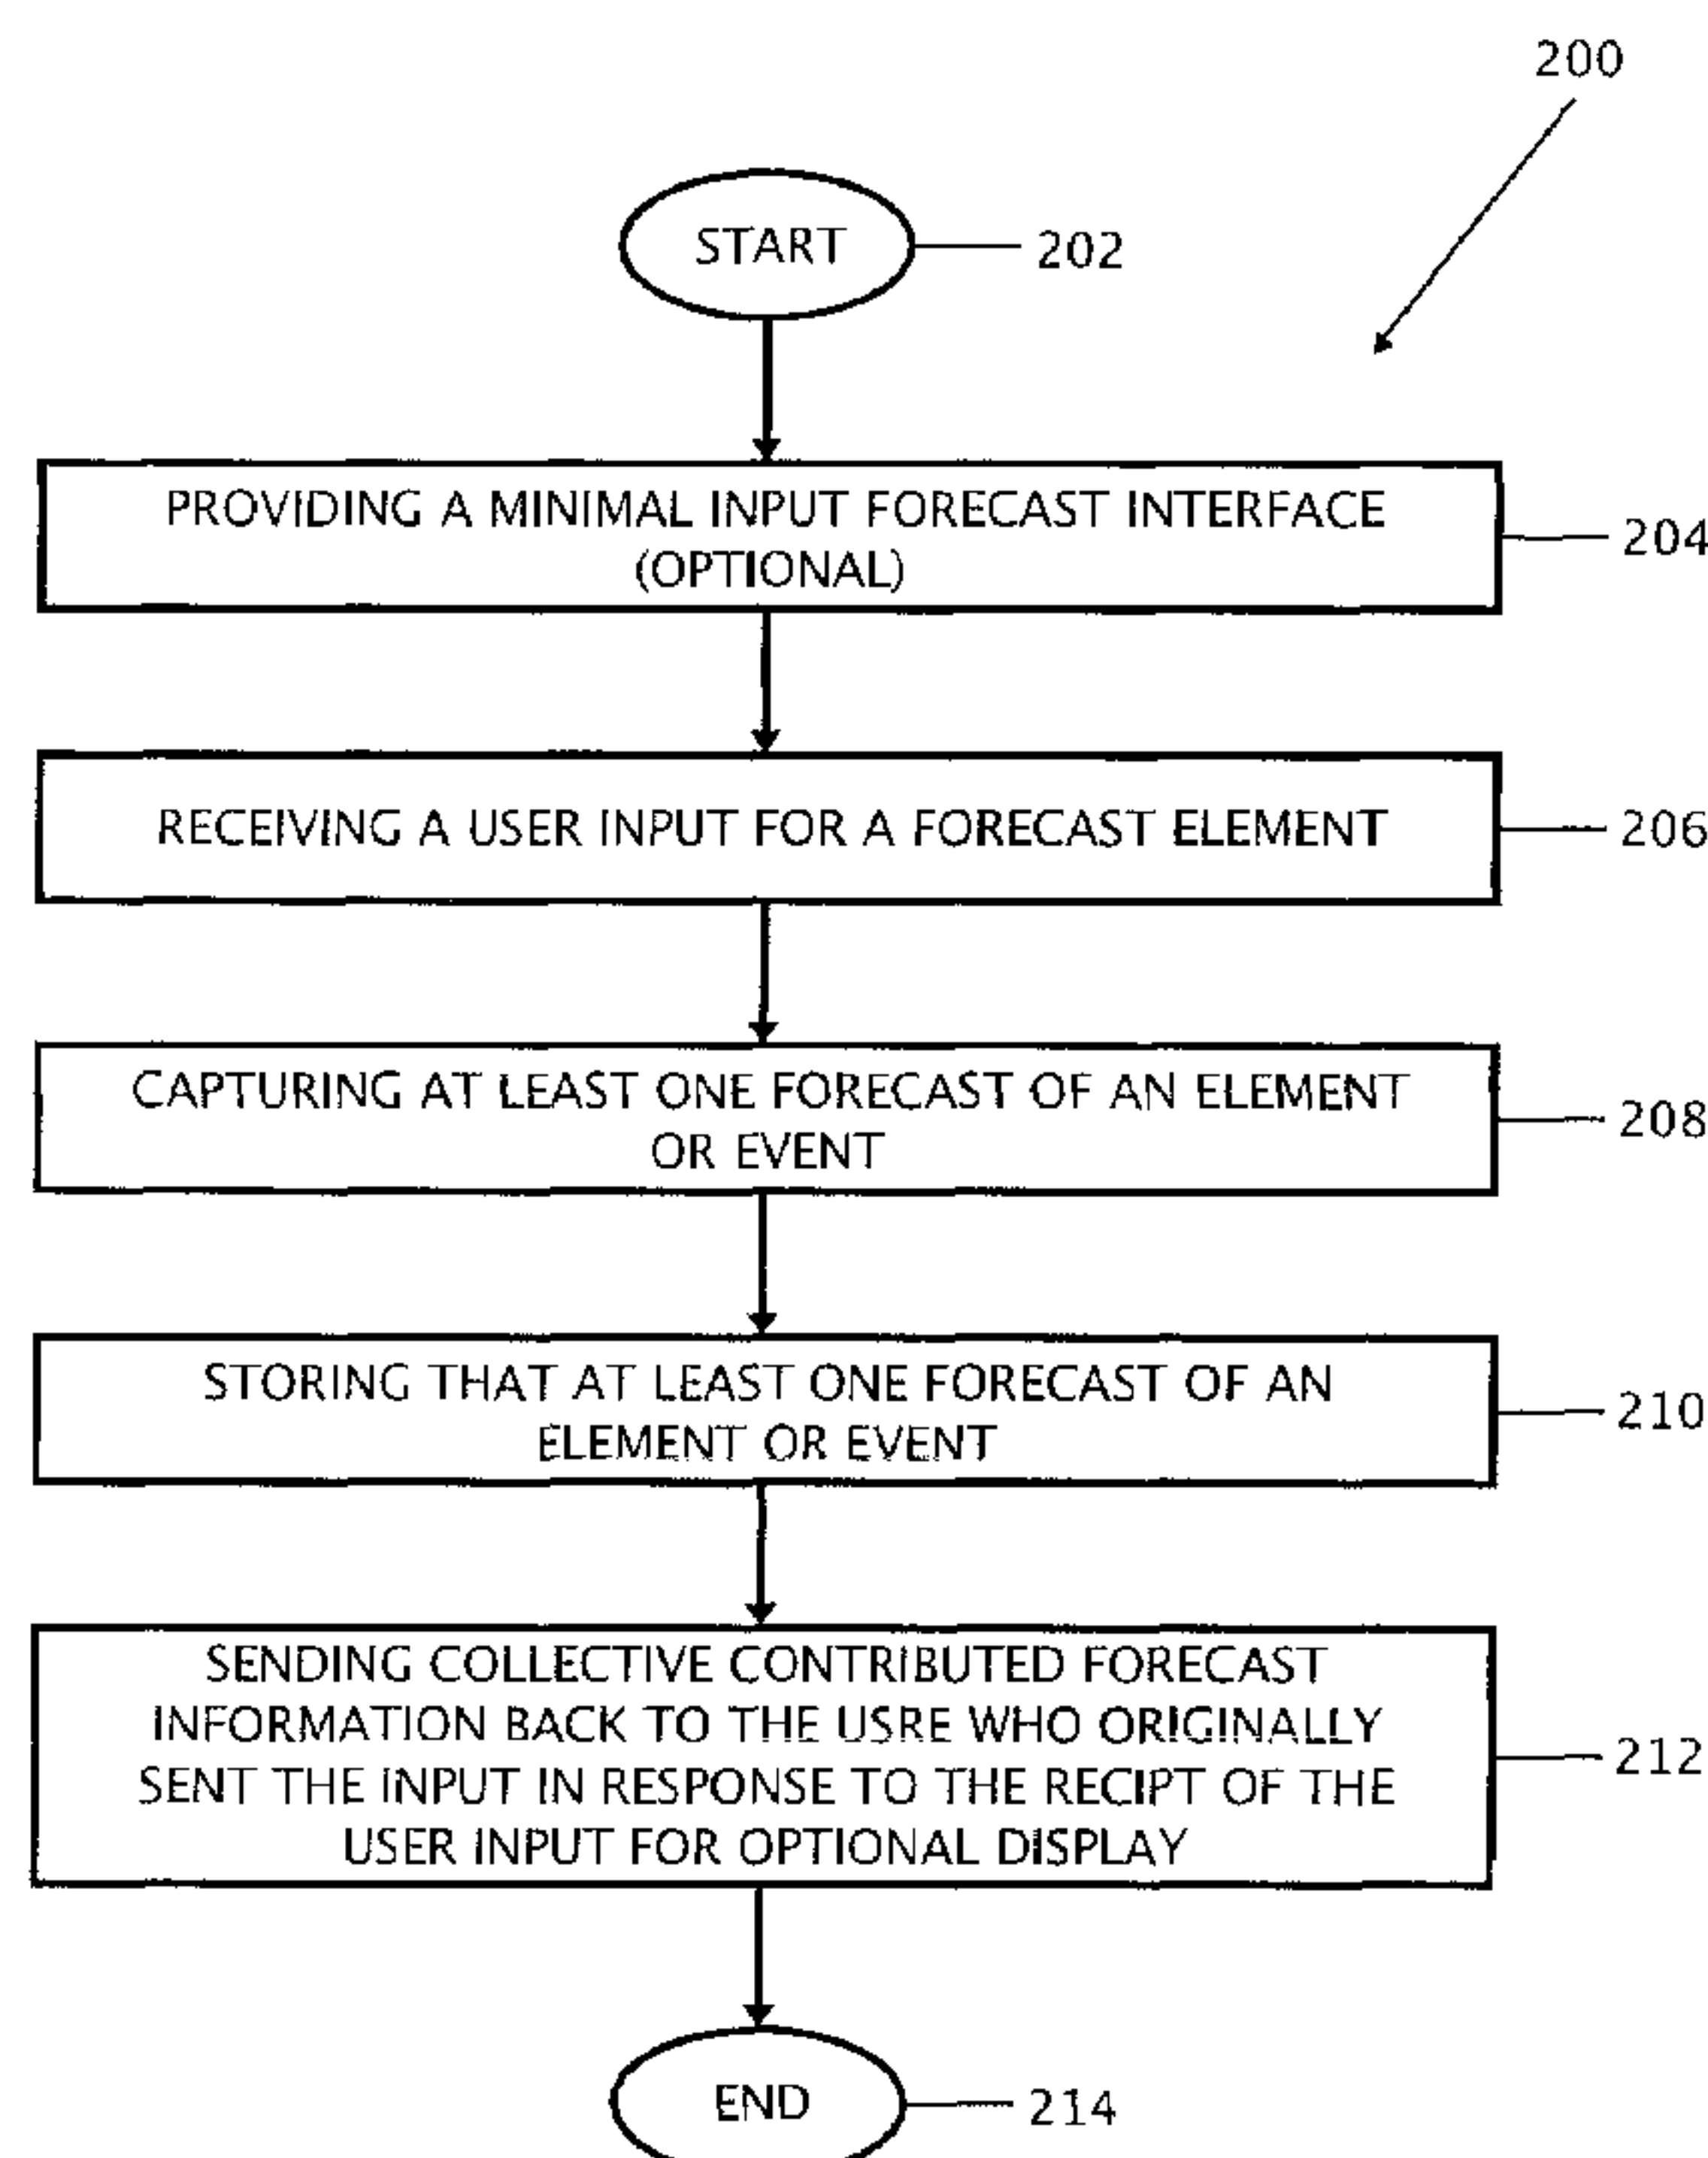 200
START
202
PROVIDING A MINIMAL INPUT FORECAST INTERFACE
(OPTIONAL)
204
RECEIVING A USER INPUT FOR A FORECAST ELEMENT
206
CAPTURING AT LEAST ONE FORECAST OF AN ELEMENT
OR EVENT
208
STORING THAT AT LEAST ONE FORECAST OF AN
ELEMENT OR EVENT
210
SENDING COLLECTIVE CONTRIBUTED FORECAST
INFORMATION BACK TO THE USRE WHO ORIGINALLY
SENT THE INPUT IN RESPONSE TO THE RECIPT OF THE
USER INPUT FOR OPTIONAL DISPLAY
212
END
214